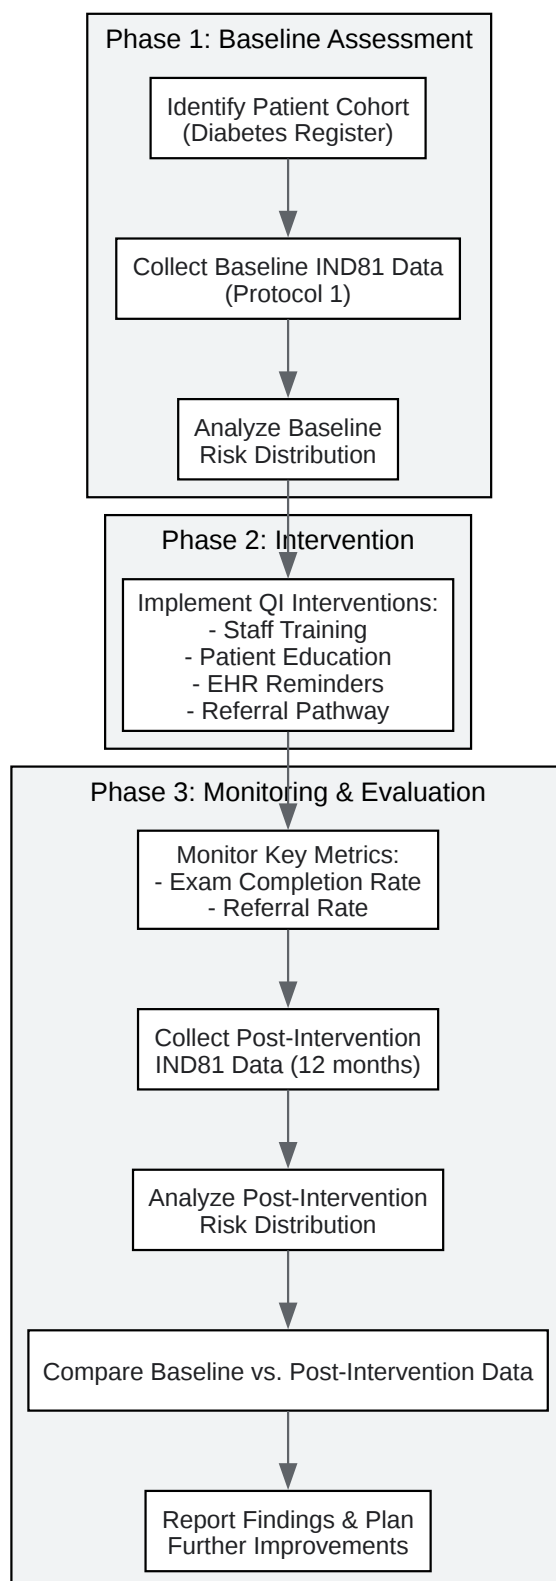 Phase 1: Baseline Assessment
Identify Patient Cohort
(Diabetes Register)
Collect Baseline IND81 Data
(Protocol 1)
Analyze Baseline
Risk Distribution
Phase 2: Intervention
Implement QI Interventions:
- Staff Training
- Patient Education
- EHR Reminders
- Referral Pathway
Phase 3: Monitoring & Evaluation
Monitor Key Metrics:
- Exam Completion Rate
- Referral Rate
Collect Post-Intervention
IND81 Data (12 months)
Analyze Post-Intervention
Risk Distribution
Compare Baseline vs. Post-Intervention Data
Report Findings & Plan
Further Improvements